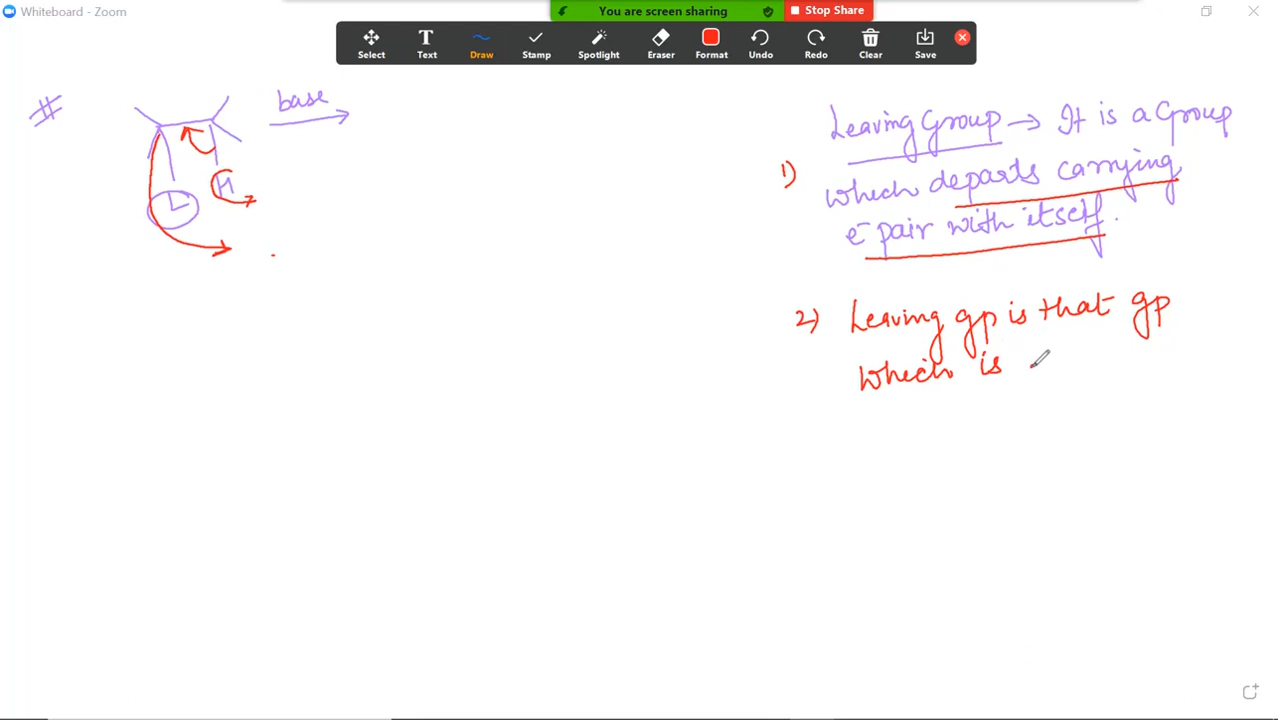 Whiteboard - Zoom
You are screen sharing
Stop Share
Select
Text
Draw
Stamp
Spotlight
Eraser
Format
Undo
Redo
Clear
Save
#
base
H
L
Leaving Group → It is a Group
1)
which departs carrying
e⁻ pair with itself.
2) Leaving gp is that gp
which is